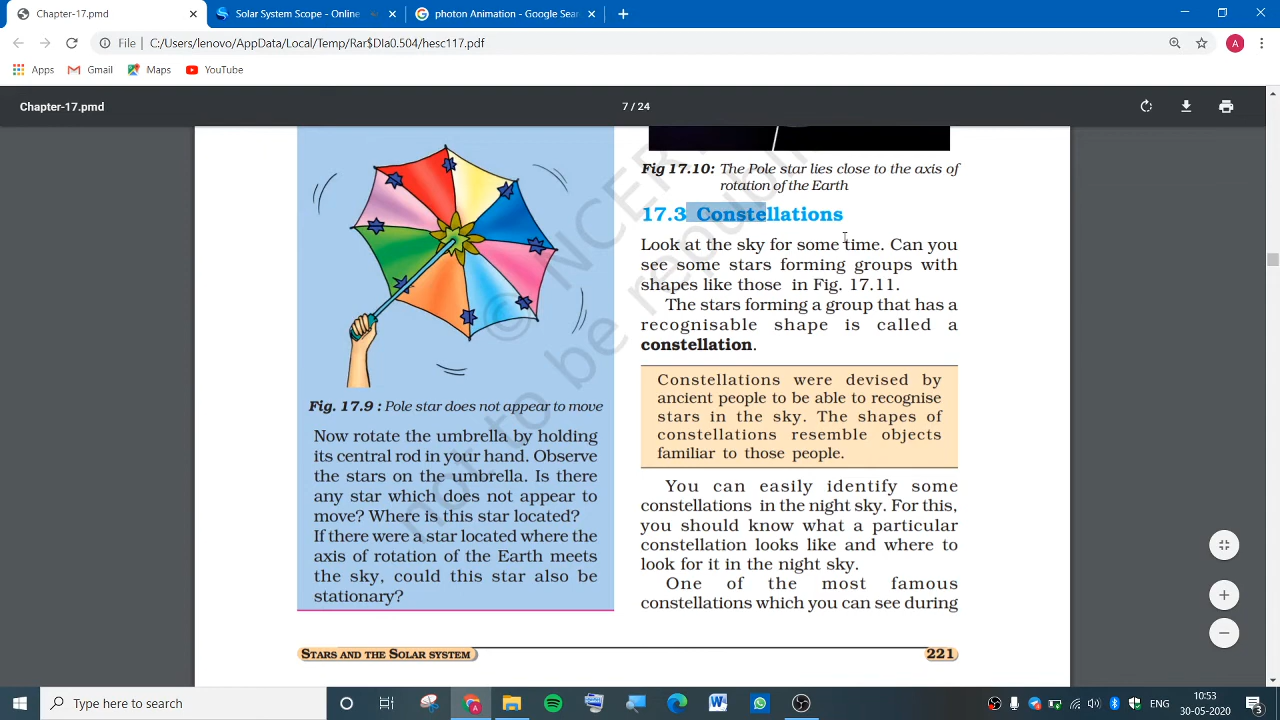 Chapter-17.pmd
Solar System Scope - Online
photon Animation - Google Sear
File
C:/Users/lenovo/AppData/Local/Temp/Rar$DIa0.504/hesc117.pdf
A
Apps
Gmail
Maps
YouTube
Chapter-17.pmd
7 / 24
Fig. 17.9 : Pole star does not appear to move
Now rotate the umbrella by holding
its central rod in your hand. Observe
the stars on the umbrella. Is there
any star which does not appear to
move? Where is this star located?
If there were a star located where the
axis of rotation of the Earth meets
the sky, could this star also be
stationary?
Fig 17.10: The Pole star lies close to the axis of
rotation of the Earth
17.3 Constellations
Look at the sky for some time. Can you
see some stars forming groups with
shapes like those in Fig. 17.11.
The stars forming a group that has a
recognisable shape is called a
constellation.
Constellations were devised by
ancient people to be able to recognise
stars in the sky. The shapes of
constellations resemble objects
familiar to those people.
You can easily identify some
constellations in the night sky. For this,
you should know what a particular
constellation looks like and where to
look for it in the night sky.
One of the most famous
constellations which you can see during
© NCER
not to be republi
STARS AND THE SOLAR SYSTEM
221
Type here to search
ENG
10:53
30-05-2020